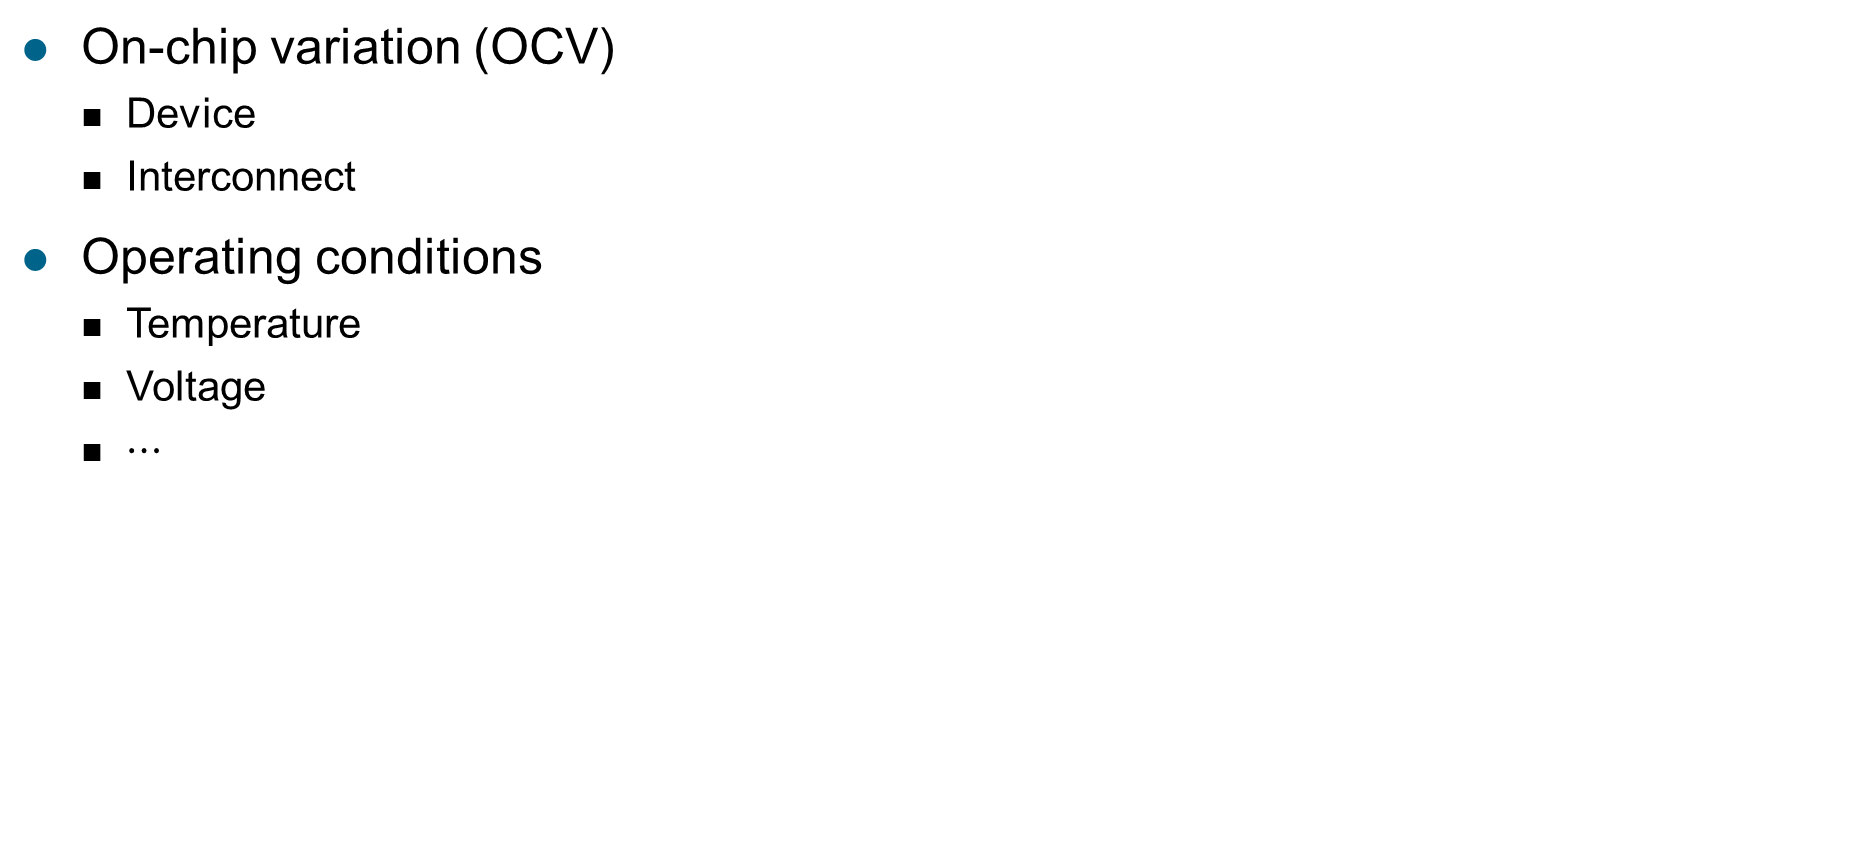 ● On-chip variation (OCV)
■ Device
■ Interconnect
● Operating conditions
■ Temperature
■ Voltage
■ …